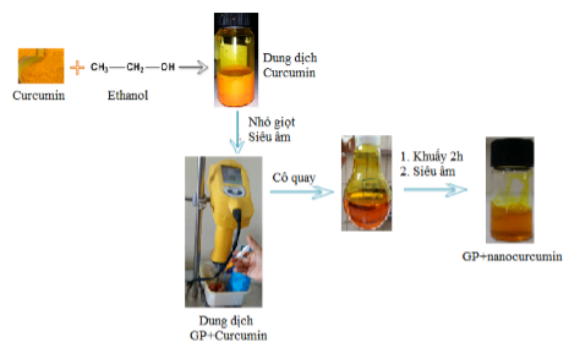 Curcumin
CH₃—CH₂—OH
Ethanol
Dung dịch
Curcumin
Nhỏ giọt
Siêu âm
Dung dịch
GP+Curcumin
Cô quay
1. Khuấy 2h
2. Siêu âm
GP+nanocurcumin